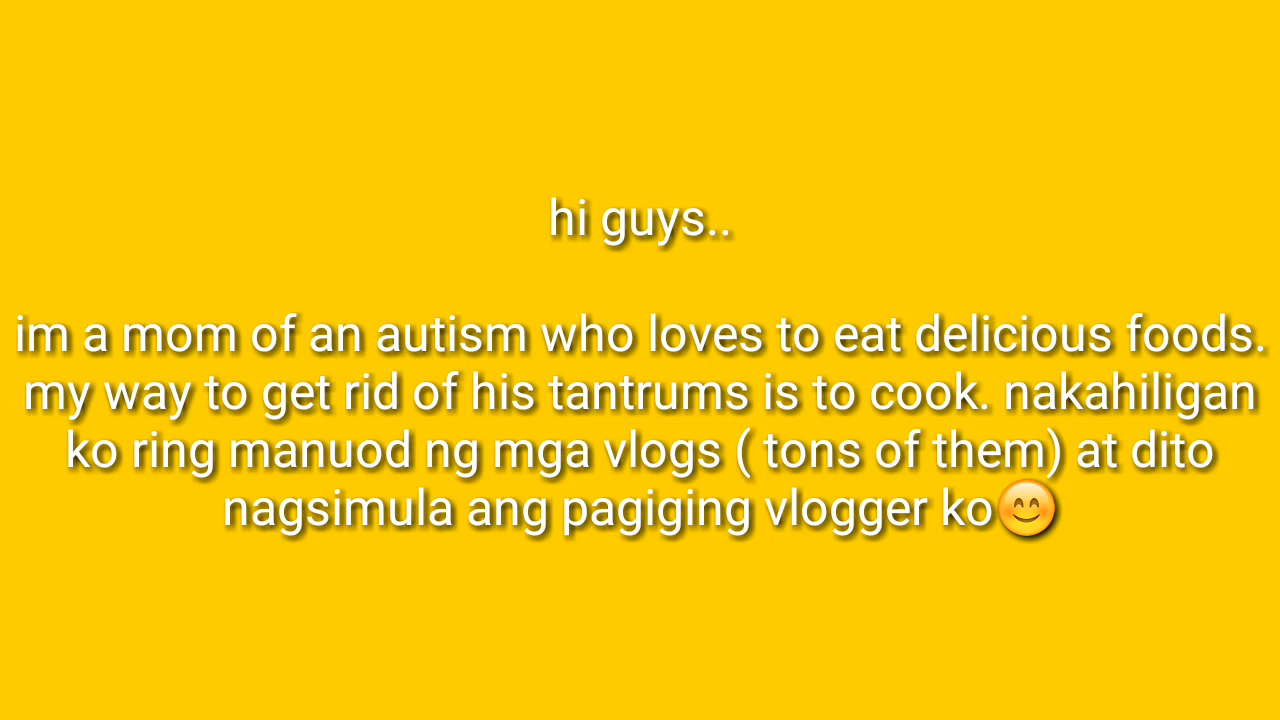 hi guys..
im a mom of an autism who loves to eat delicious foods.
my way to get rid of his tantrums is to cook. nakahiligan
ko ring manuod ng mga vlogs ( tons of them) at dito
nagsimula ang pagiging vlogger ko😊